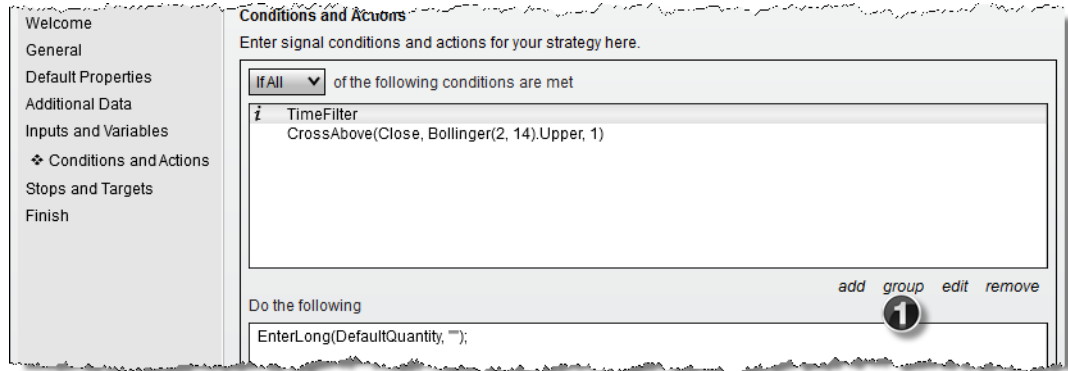 Welcome
General
Default Properties
Additional Data
Inputs and Variables
❖ Conditions and Actions
Stops and Targets
Finish
Conditions and Actions
Enter signal conditions and actions for your strategy here.
If All of the following conditions are met
i TimeFilter
CrossAbove(Close, Bollinger(2, 14).Upper, 1)
add group edit remove
1
Do the following
EnterLong(DefaultQuantity, "");